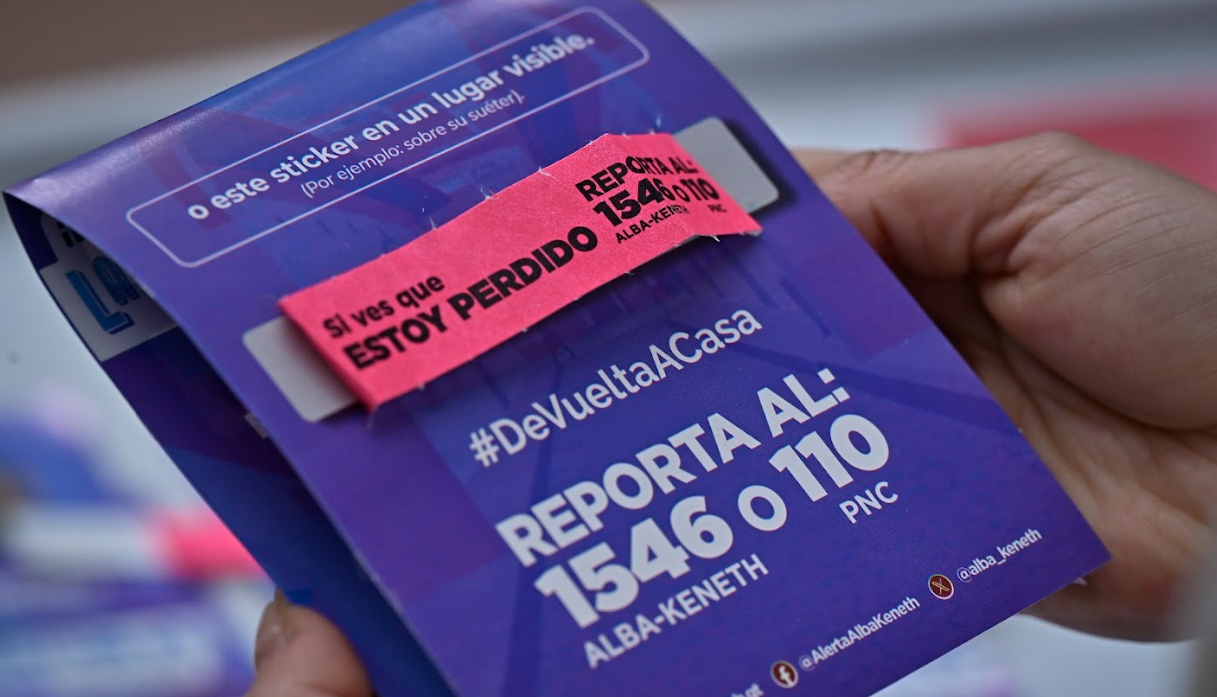 o este sticker en un lugar visible.
(Por ejemplo: sobre su suéter).
Si ves que
ESTOY PERDIDO
REPORTA AL:
1546 o 110
ALBA-KENETH
PNC
#DeVueltaACasa
REPORTA AL:
1546 o 110
ALBA-KENETH
PNC
@AlertaAlbaKeneth
@alba_keneth